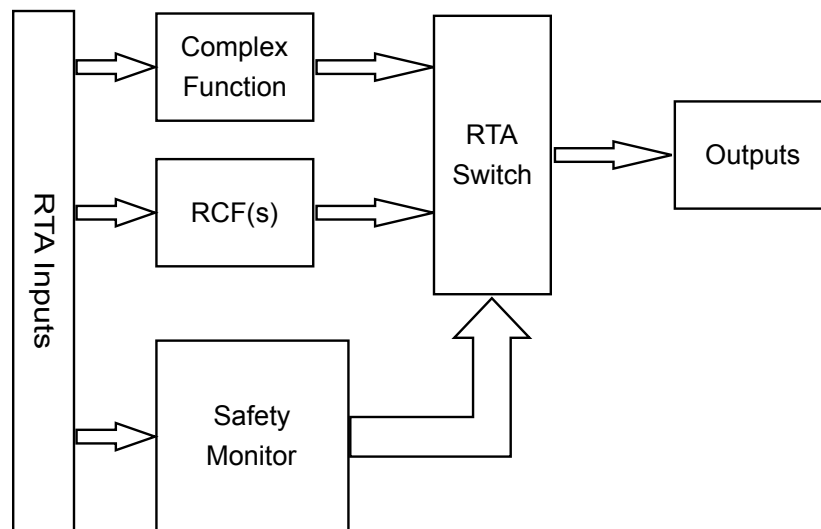 RTA Inputs
Complex
Function
RCF(s)
Safety
Monitor
RTA
Switch
Outputs